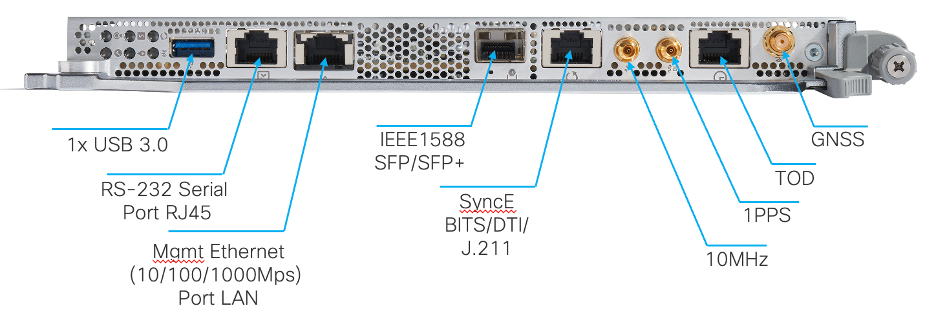 1x USB 3.0
RS-232 Serial
Port RJ45
Mgmt Ethernet
(10/100/1000Mps)
Port LAN
IEEE1588
SFP/SFP+
SyncE
BITS/DTI/
J.211
10MHz
1PPS
TOD
GNSS